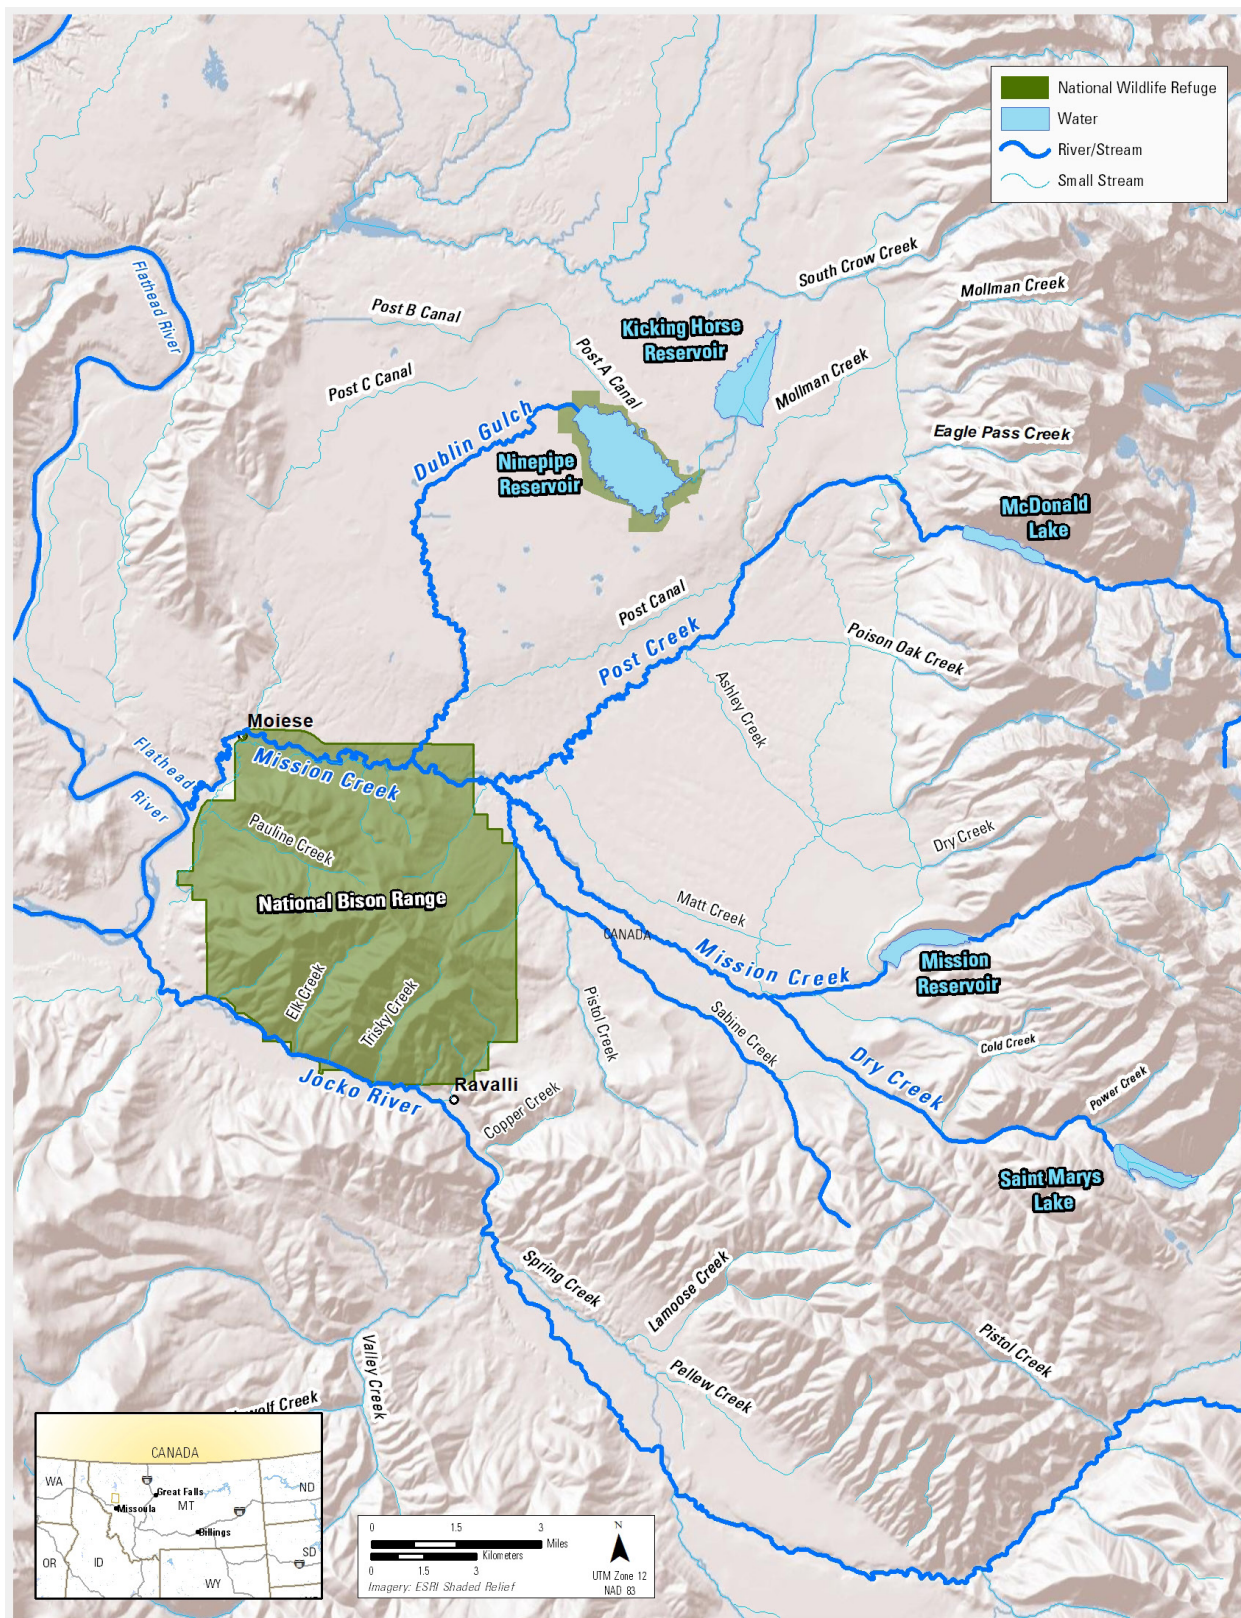 National Wildlife Refuge
Water
River/Stream
Small Stream
South Crow Creek
Mollman Creek
Flathead River
Post B Canal
Kicking Horse
Reservoir
Post A Canal
Post C Canal
Mollman Creek
Dublin Gulch
Eagle Pass Creek
Ninepipe
Reservoir
McDonald
Lake
Post Canal
Post Creek
Poison Oak Creek
Ashley Creek
Moiese
Flathead
River
Mission Creek
Pauline Creek
Dry Creek
National Bison Range
Matt Creek
CANADA
Mission Creek
Mission
Reservoir
Elk Creek
Trisky Creek
Pistol Creek
Sabine Creek
Cold Creek
Dry Creek
Power Creek
Jocko River
Ravalli
Copper Creek
Saint Marys
Lake
Spring Creek
Lamoose Creek
Valley Creek
Pellew Creek
Pistol Creek
Creek
CANADA
WA
Great Falls
MT
ND
Missoula
Billings
OR
ID
WY
SD
0 1.5 3
Miles
Kilometers
0 1.5 3
Imagery: ESRI Shaded Relief
N
UTM Zone 12
NAD 83